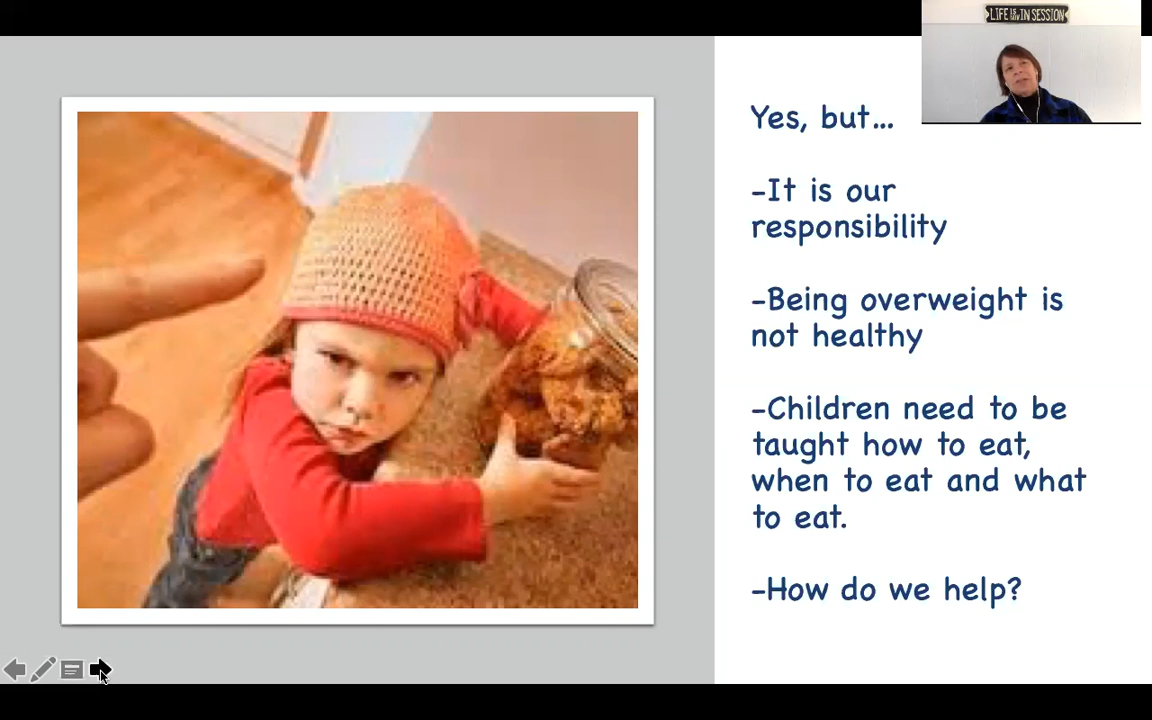 LIFE IS IN SESSION
Yes, but...
-It is our
responsibility
-Being overweight is
not healthy
-Children need to be
taught how to eat,
when to eat and what
to eat.
-How do we help?